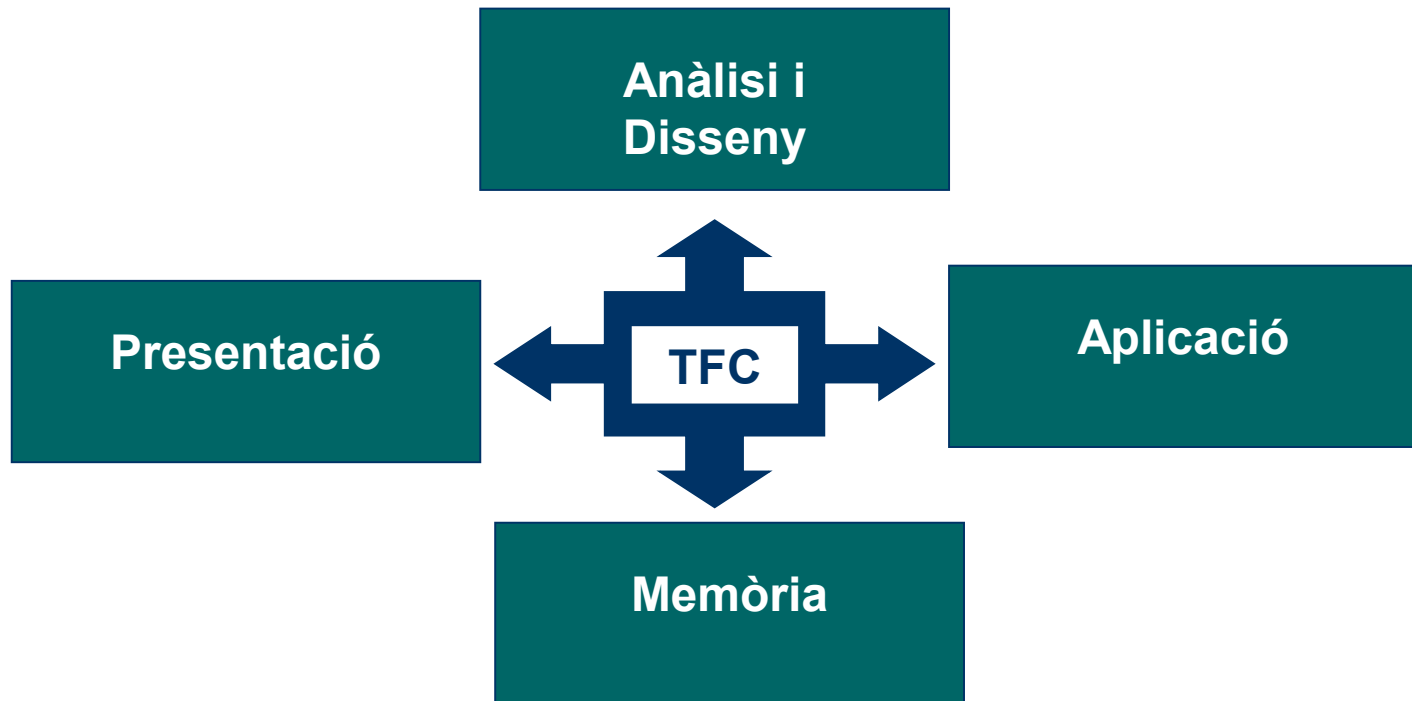 Anàlisi i
Disseny
Presentació
TFC
Aplicació
Memòria